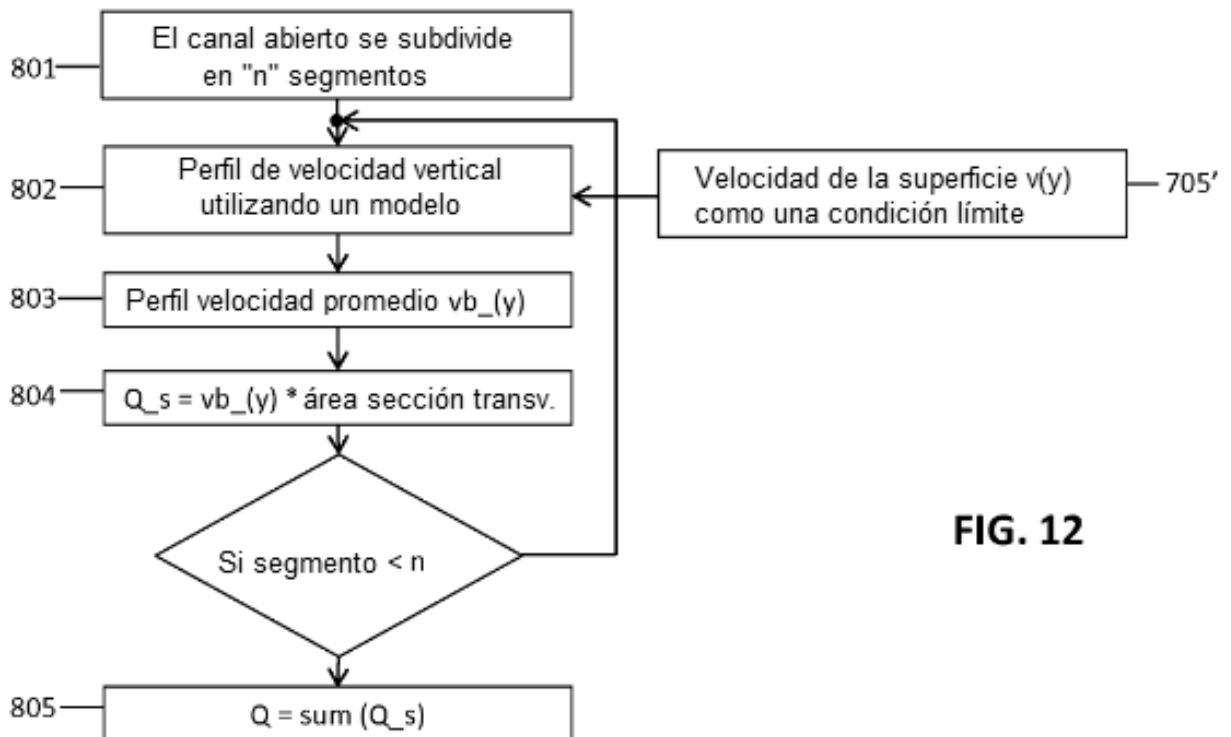 El canal abierto se subdivide
en "n" segmentos
801
Perfil de velocidad vertical
utilizando un modelo
802
Velocidad de la superficie v(y)
como una condición límite
705'
803
Perfil velocidad promedio vb_(y)
804
Q_s = vb_(y) * área sección transv.
Si segmento < n
FIG. 12
805
Q = sum (Q_s)